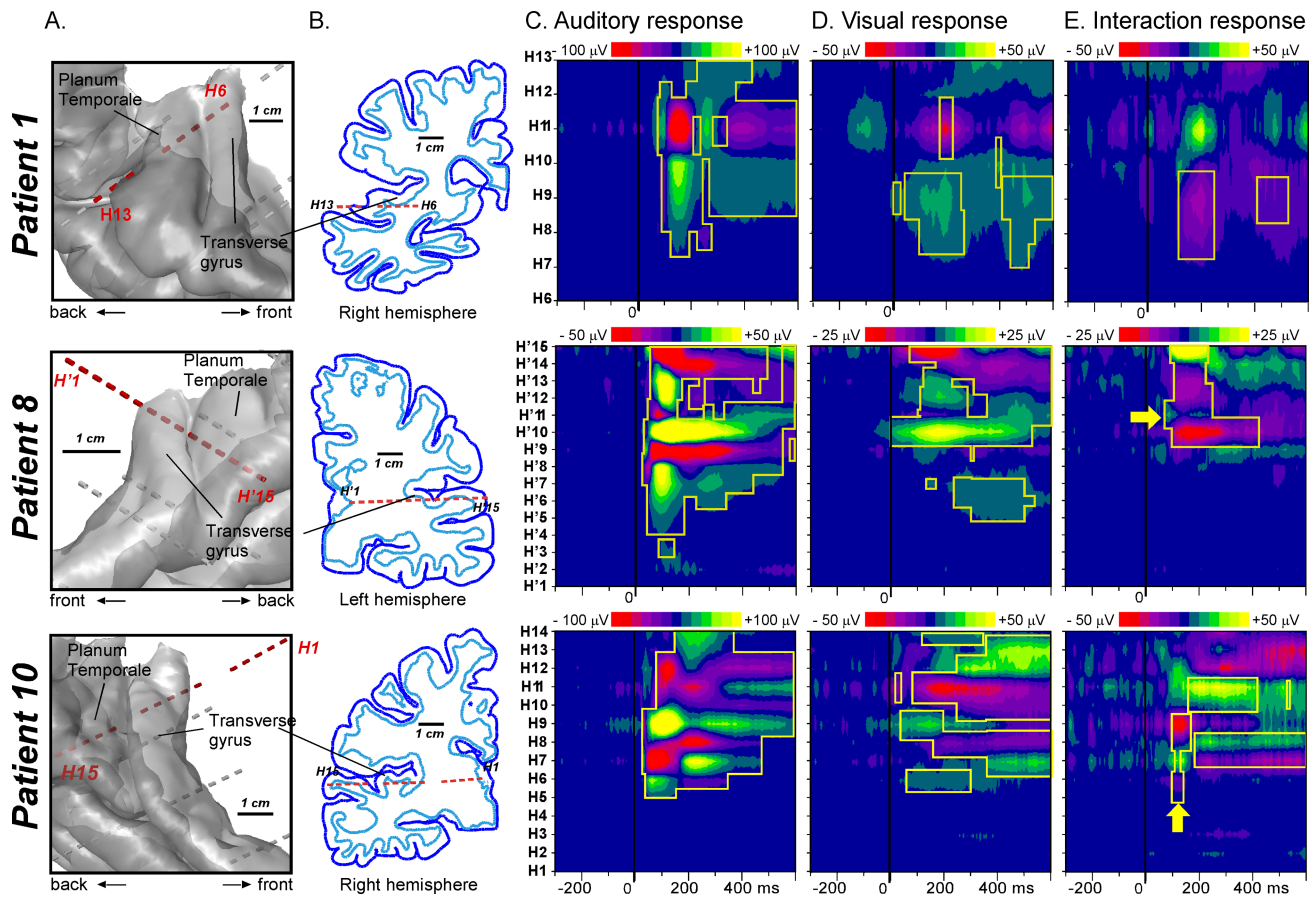 A.
B.
C. Auditory response
D. Visual response
E. Interaction response
Patient 1
Planum
Temporale
H6
1 cm
H13
Transverse
gyrus
back
front
1 cm
H13
H6
Right hemisphere
- 100 µV
+100 µV
H13
H12
H11
H10
H9
H8
H7
H6
0
- 50 µV
+50 µV
0
- 50 µV
+50 µV
0
Patient 8
H'1
Planum
Temporale
1 cm
H'15
Transverse
gyrus
front
back
1 cm
H'1
H'15
Left hemisphere
- 50 µV
+50 µV
H'15
H'14
H'13
H'12
H'11
H'10
H'9
H'8
H'7
H'6
H'5
H'4
H'3
H'2
H'1
0
- 25 µV
+25 µV
0
- 25 µV
+25 µV
0
Patient 10
Planum
Temporale
H1
Transverse
gyrus
H15
1 cm
back
front
1 cm
H15
H1
Right hemisphere
- 100 µV
+100 µV
H14
H12
H11
H10
H9
H8
H7
H6
H5
H4
H3
H2
H1
-200 0 200 400 ms
- 50 µV
+50 µV
-200 0 200 400 ms
- 50 µV
+50 µV
-200 0 200 400 ms